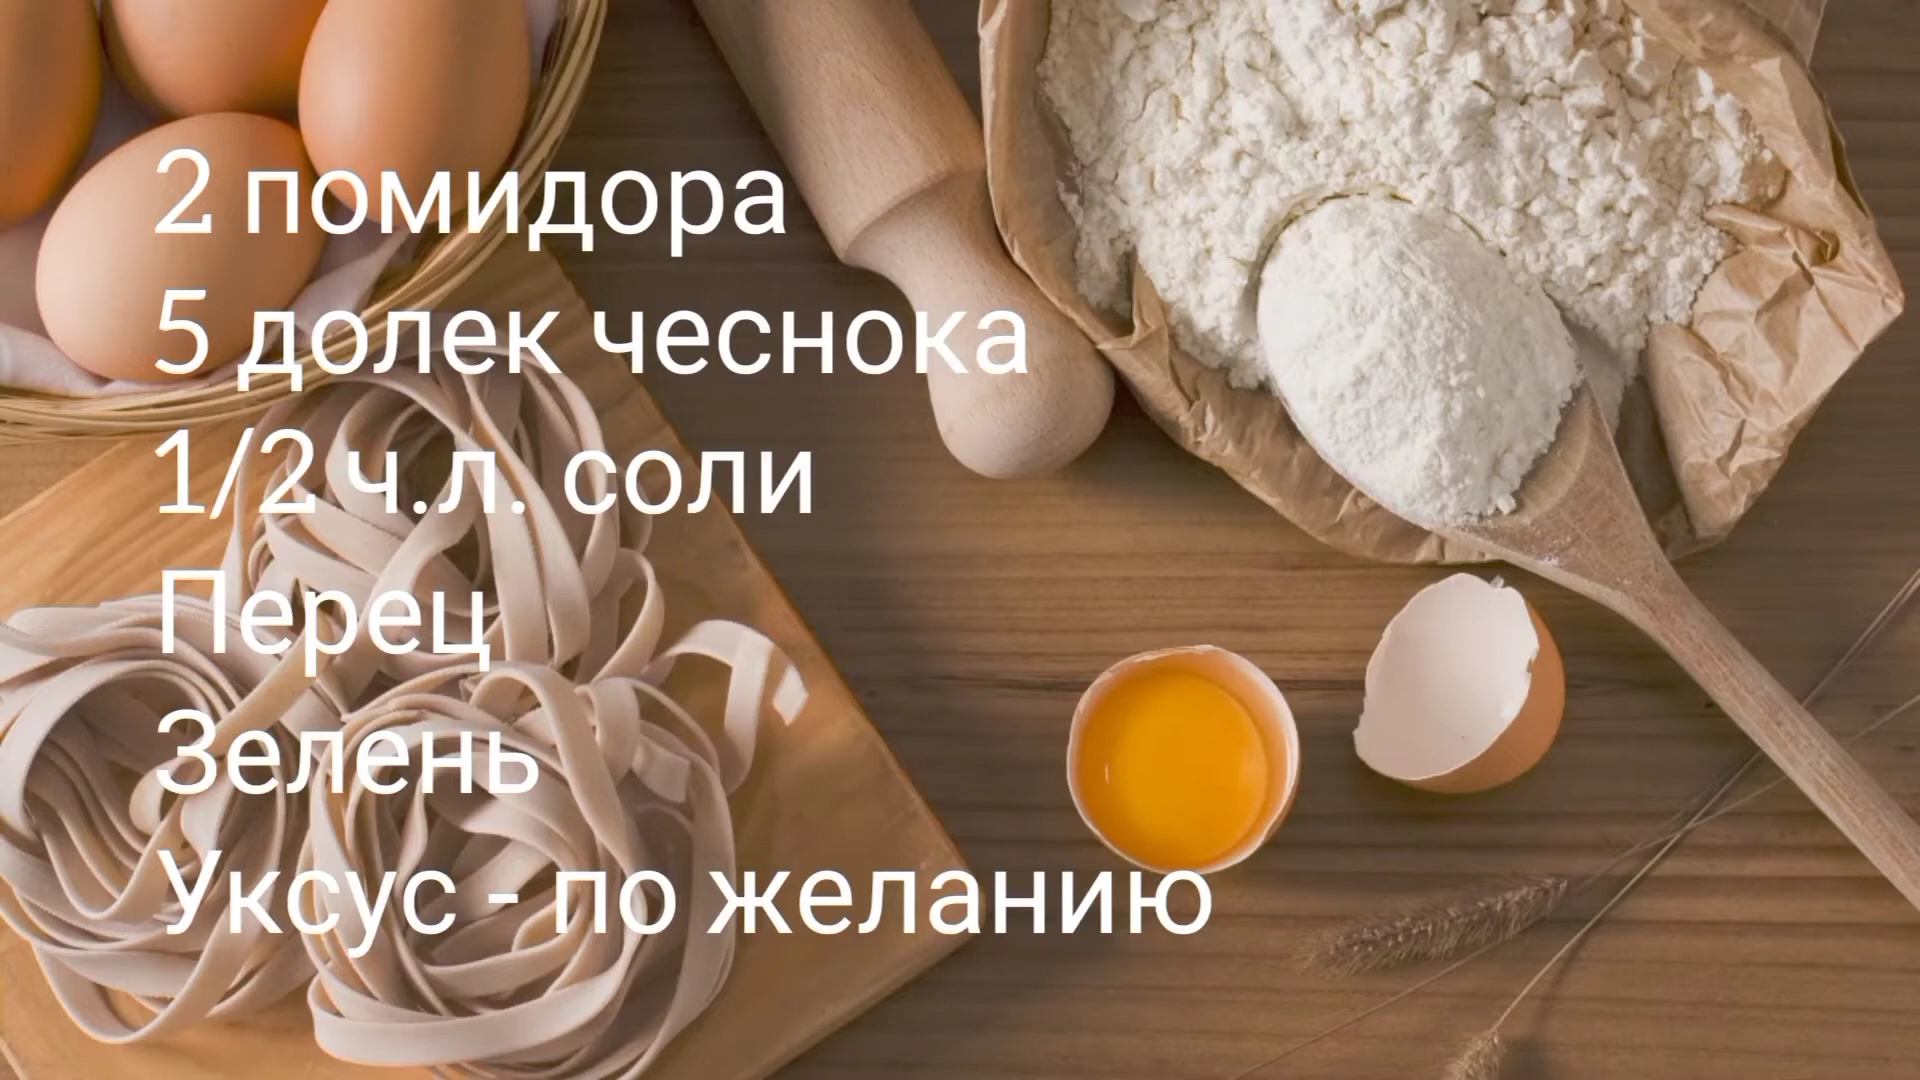 2 помидора
5 долек чеснока
1/2 ч.л. соли
Перец
Зелень
Уксус - по желанию